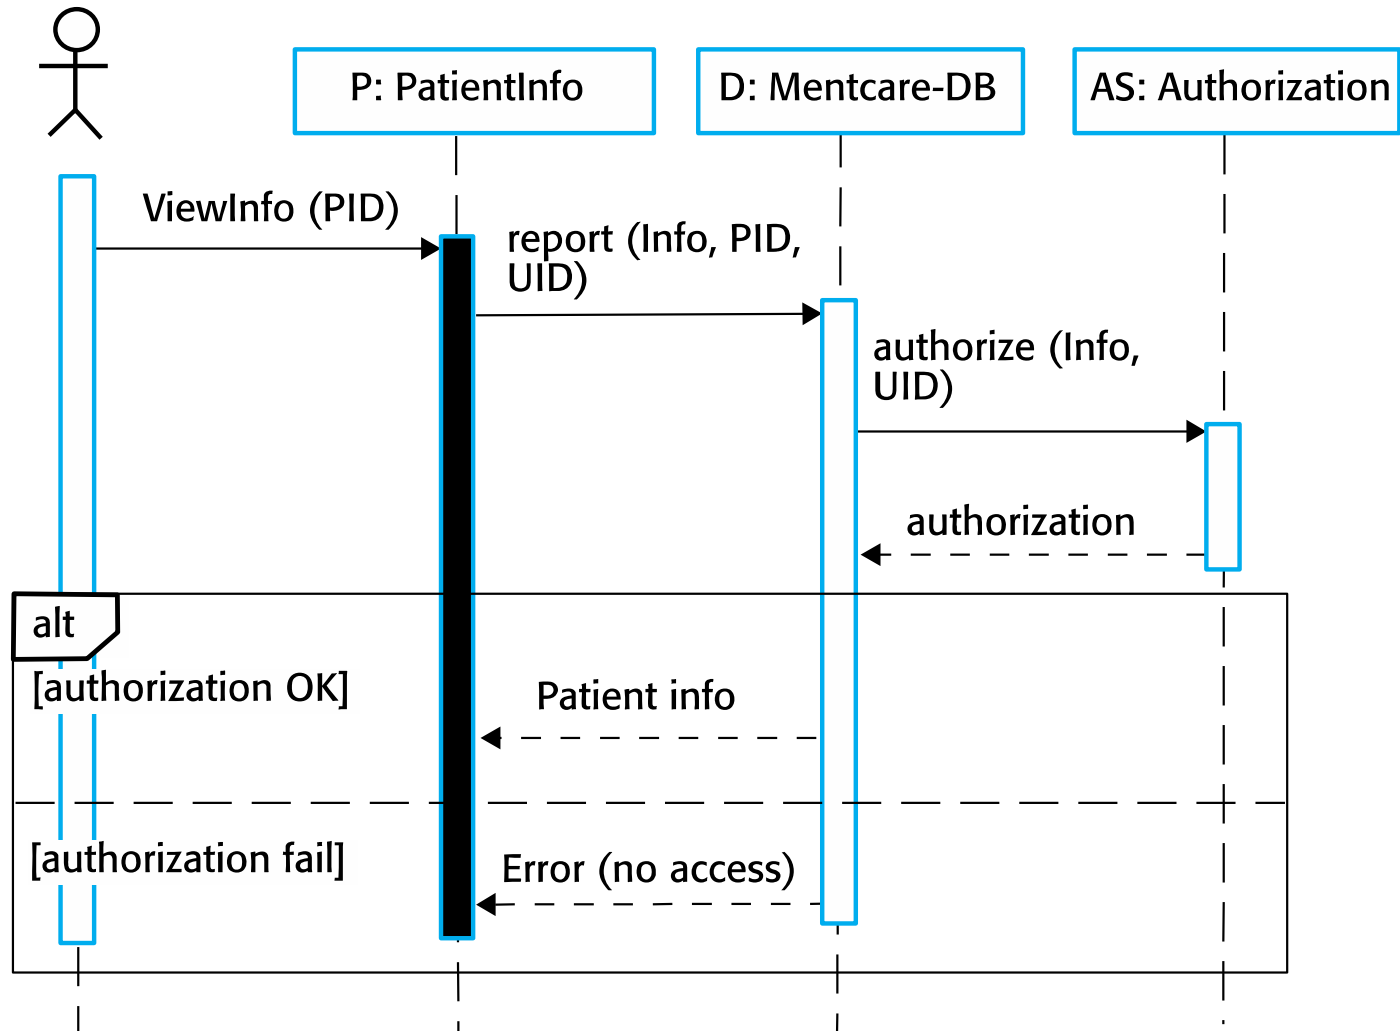 P: PatientInfo
D: Mentcare-DB
AS: Authorization
ViewInfo (PID)
report (Info, PID,
UID)
authorize (Info,
UID)
authorization
alt
[authorization OK]
Patient info
[authorization fail]
Error (no access)